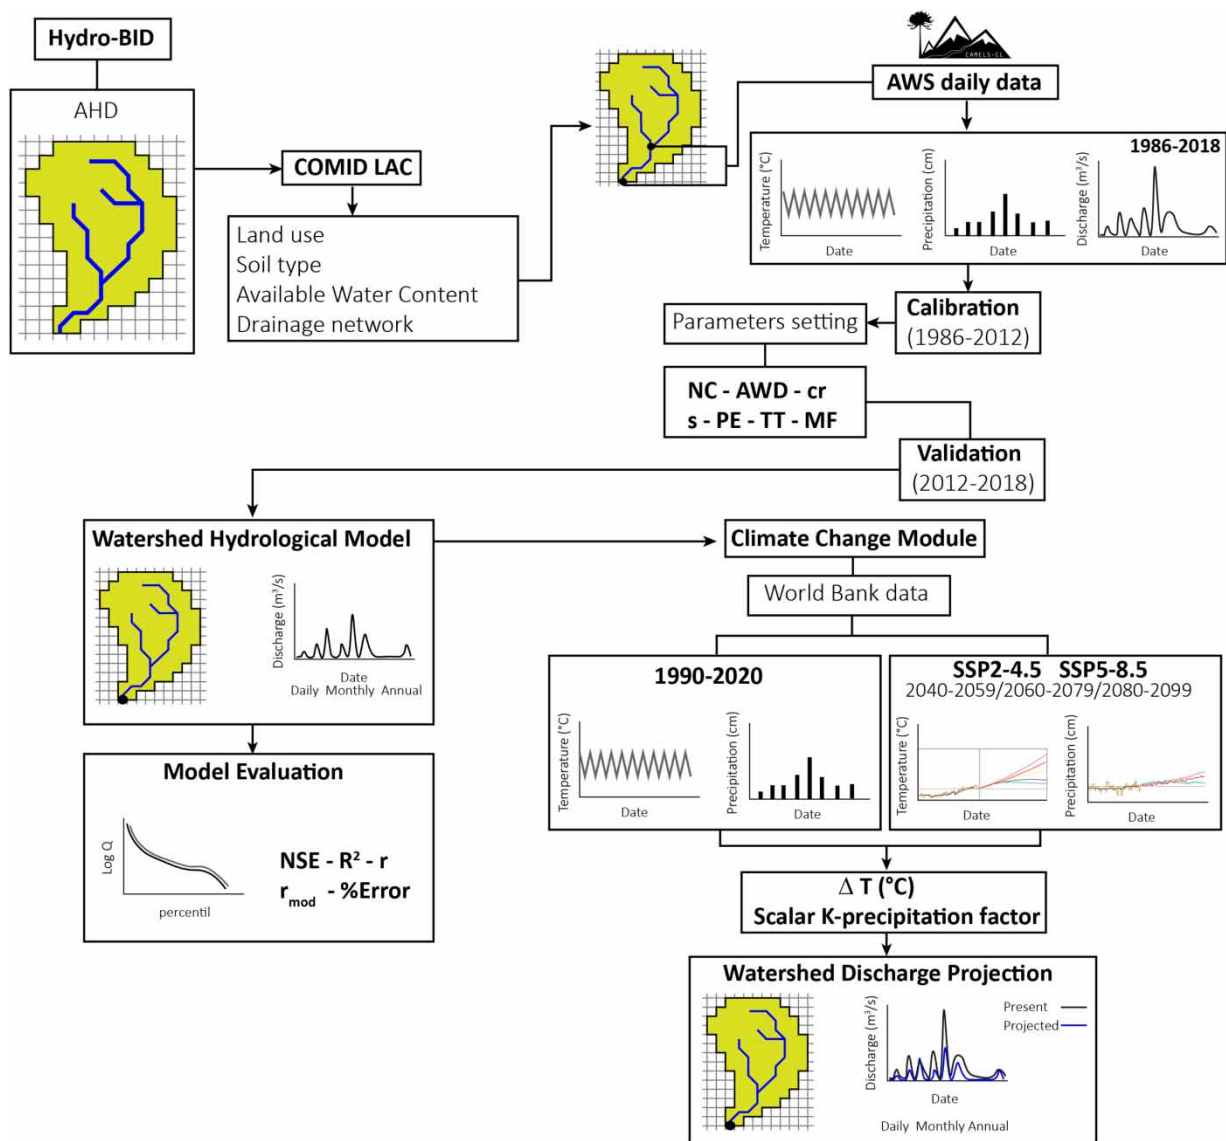 Hydro-BID
AHD
COMID LAC
Land use
Soil type
Available Water Content
Drainage network
CAMELS-CL
AWS daily data
1986-2018
Temperature (°C)
Date
Precipitation (cm)
Date
Discharge (m³/s)
Date
Calibration
(1986-2012)
Parameters setting
NC - AWD - cr
s - PE - TT - MF
Validation
(2012-2018)
Watershed Hydrological Model
Discharge (m³/s)
Date
Daily Monthly Annual
Climate Change Module
World Bank data
1990-2020
Temperature (°C)
Date
Precipitation (cm)
Date
SSP2-4.5 SSP5-8.5
2040-2059/2060-2079/2080-2099
Temperature (°C)
Date
Precipitation (cm)
Date
Model Evaluation
Log Q
percentil
NSE - R² - r
r mod - %Error
Δ T (°C)
Scalar K-precipitation factor
Watershed Discharge Projection
Discharge (m³/s)
Present
Projected
Date
Daily Monthly Annual